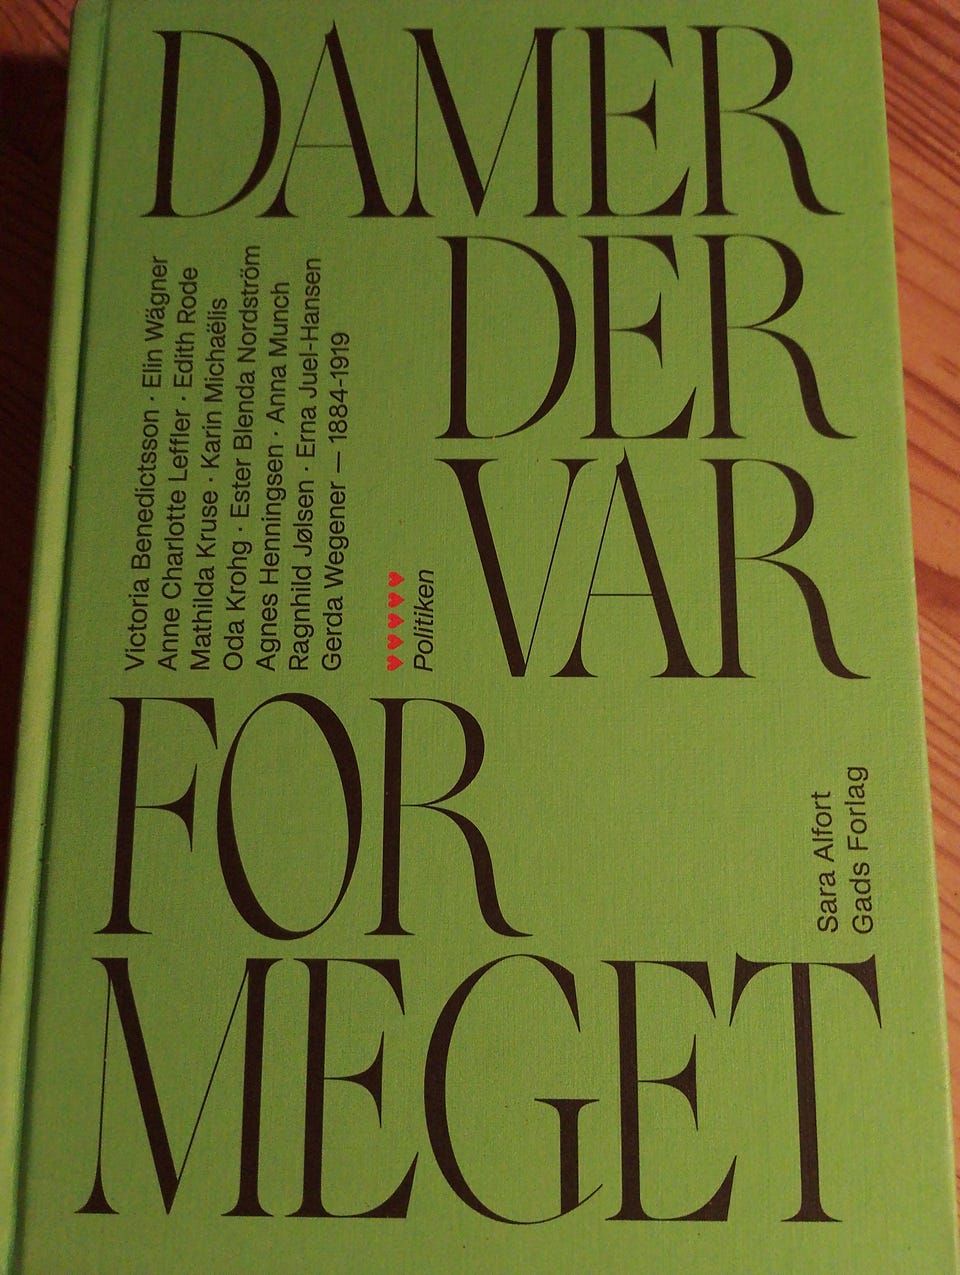 DAMER
DER
VAR
FOR
MEGET
Victoria Benedictsson · Elin Wägner
Anne Charlotte Leffler · Edith Rode
Mathilda Kruse · Karin Michaëlis
Oda Krohg · Ester Blenda Nordström
Agnes Henningsen · Anna Munch
Ragnhild Jølsen · Erna Juel-Hansen
Gerda Wegener — 1884-1919
♥♥♥♥♥
Politiken
Sara Alfort
Gads Forlag